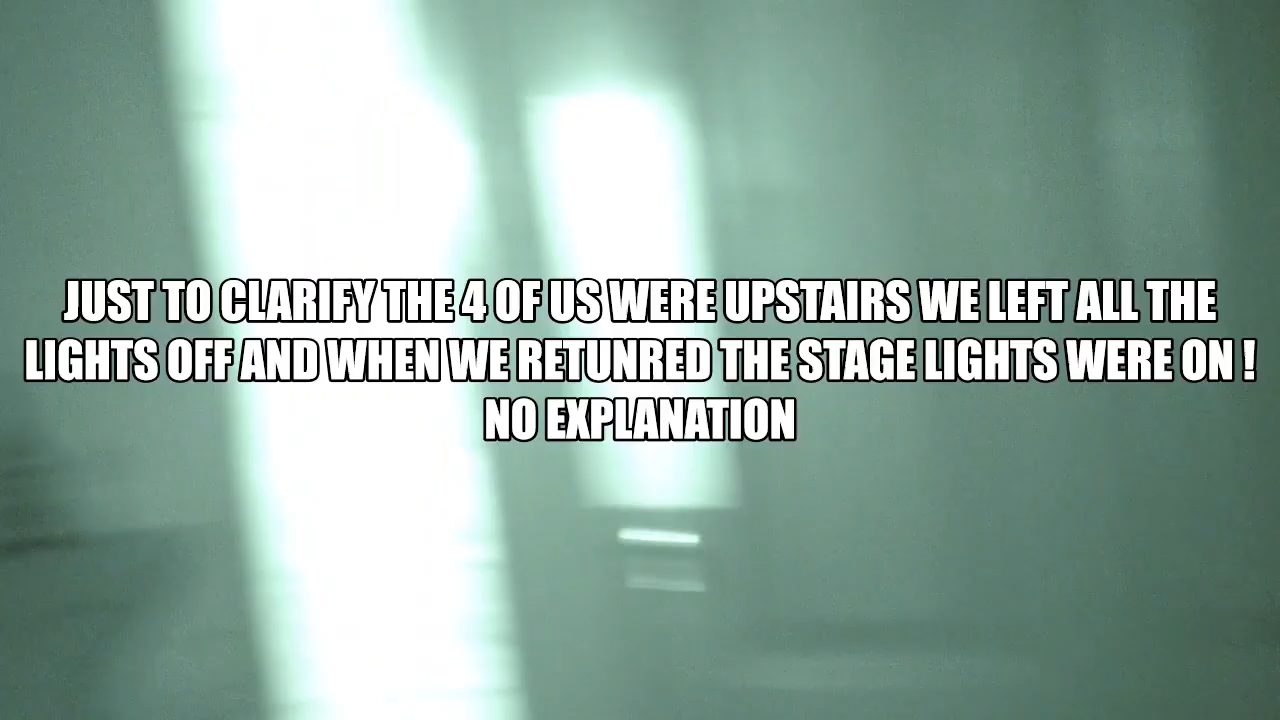 JUST TO CLARIFY THE 4 OF US WERE UPSTAIRS WE LEFT ALL THE
LIGHTS OFF AND WHEN WE RETUNRED THE STAGE LIGHTS WERE ON !
NO EXPLANATION